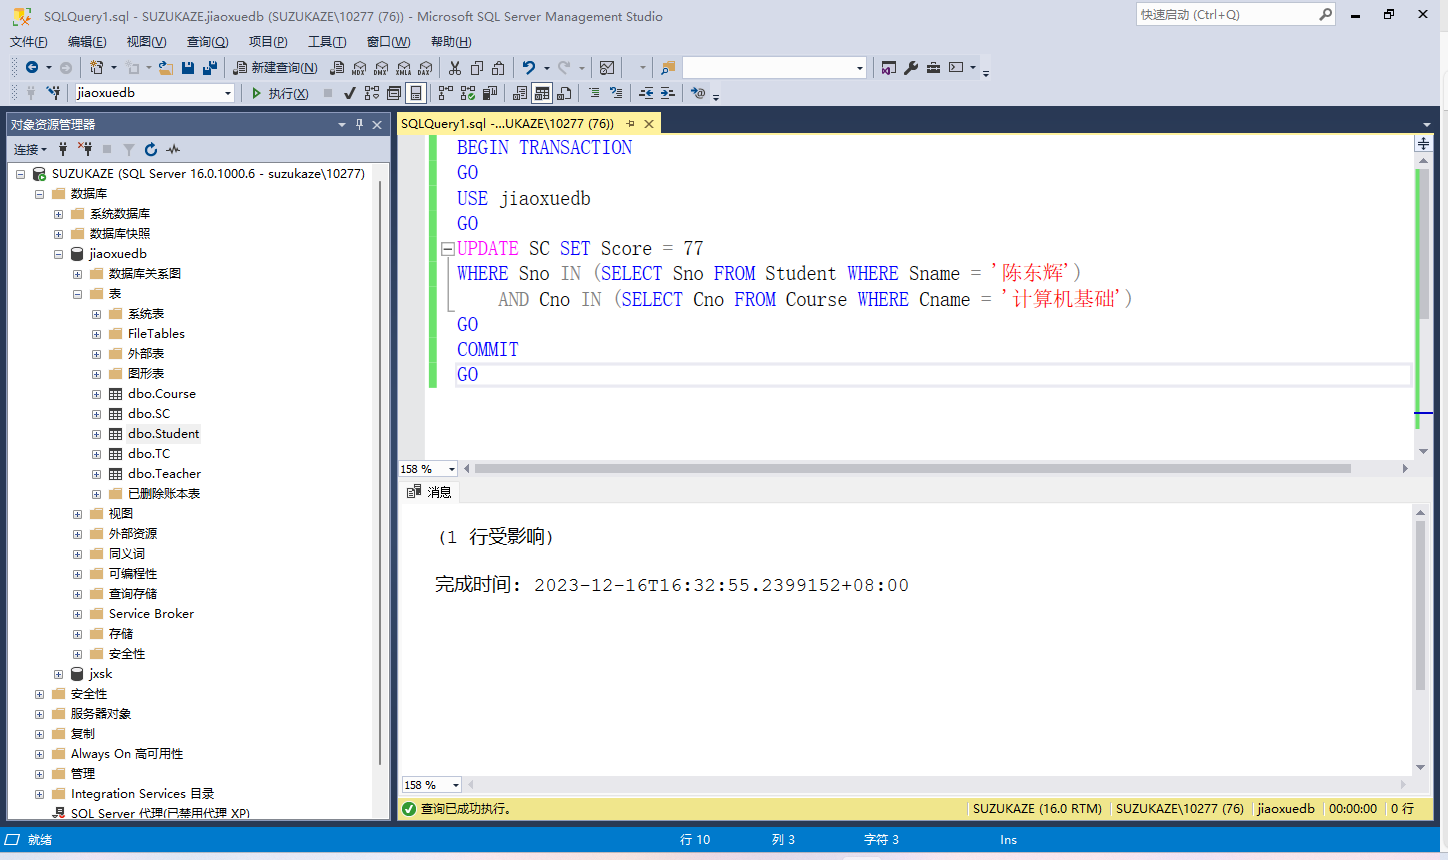 SQLQuery1.sql - SUZUKAZE.jiaoxuedb (SUZUKAZE\10277 (76)) - Microsoft SQL Server Management Studio
快速启动 (Ctrl+Q)
文件(F) 编辑(E) 视图(V) 查询(Q) 项目(P) 工具(T) 窗口(W) 帮助(H)
新建查询(N) MDX DMX XMLA DAX
jiaoxuedb 执行(X)
对象资源管理器
连接
SUZUKAZE (SQL Server 16.0.1000.6 - suzukaze\10277)
数据库
系统数据库
数据库快照
jiaoxuedb
数据库关系图
表
系统表
FileTables
外部表
图形表
dbo.Course
dbo.SC
dbo.Student
dbo.TC
dbo.Teacher
已删除账本表
视图
外部资源
同义词
可编程性
查询存储
Service Broker
存储
安全性
jxsk
安全性
服务器对象
复制
Always On 高可用性
管理
Integration Services 目录
SQL Server 代理(已禁用代理 XP)
SQLQuery1.sql -...UKAZE\10277 (76))
BEGIN TRANSACTION
GO
USE jiaoxuedb
GO
UPDATE SC SET Score = 77
WHERE Sno IN (SELECT Sno FROM Student WHERE Sname = '陈东辉')
AND Cno IN (SELECT Cno FROM Course WHERE Cname = '计算机基础')
GO
COMMIT
GO
158 %
消息
(1 行受影响)
完成时间: 2023-12-16T16:32:55.2399152+08:00
158 %
查询已成功执行。 SUZUKAZE (16.0 RTM) SUZUKAZE\10277 (76) jiaoxuedb 00:00:00 0 行
就绪 行 10 列 3 字符 3 Ins